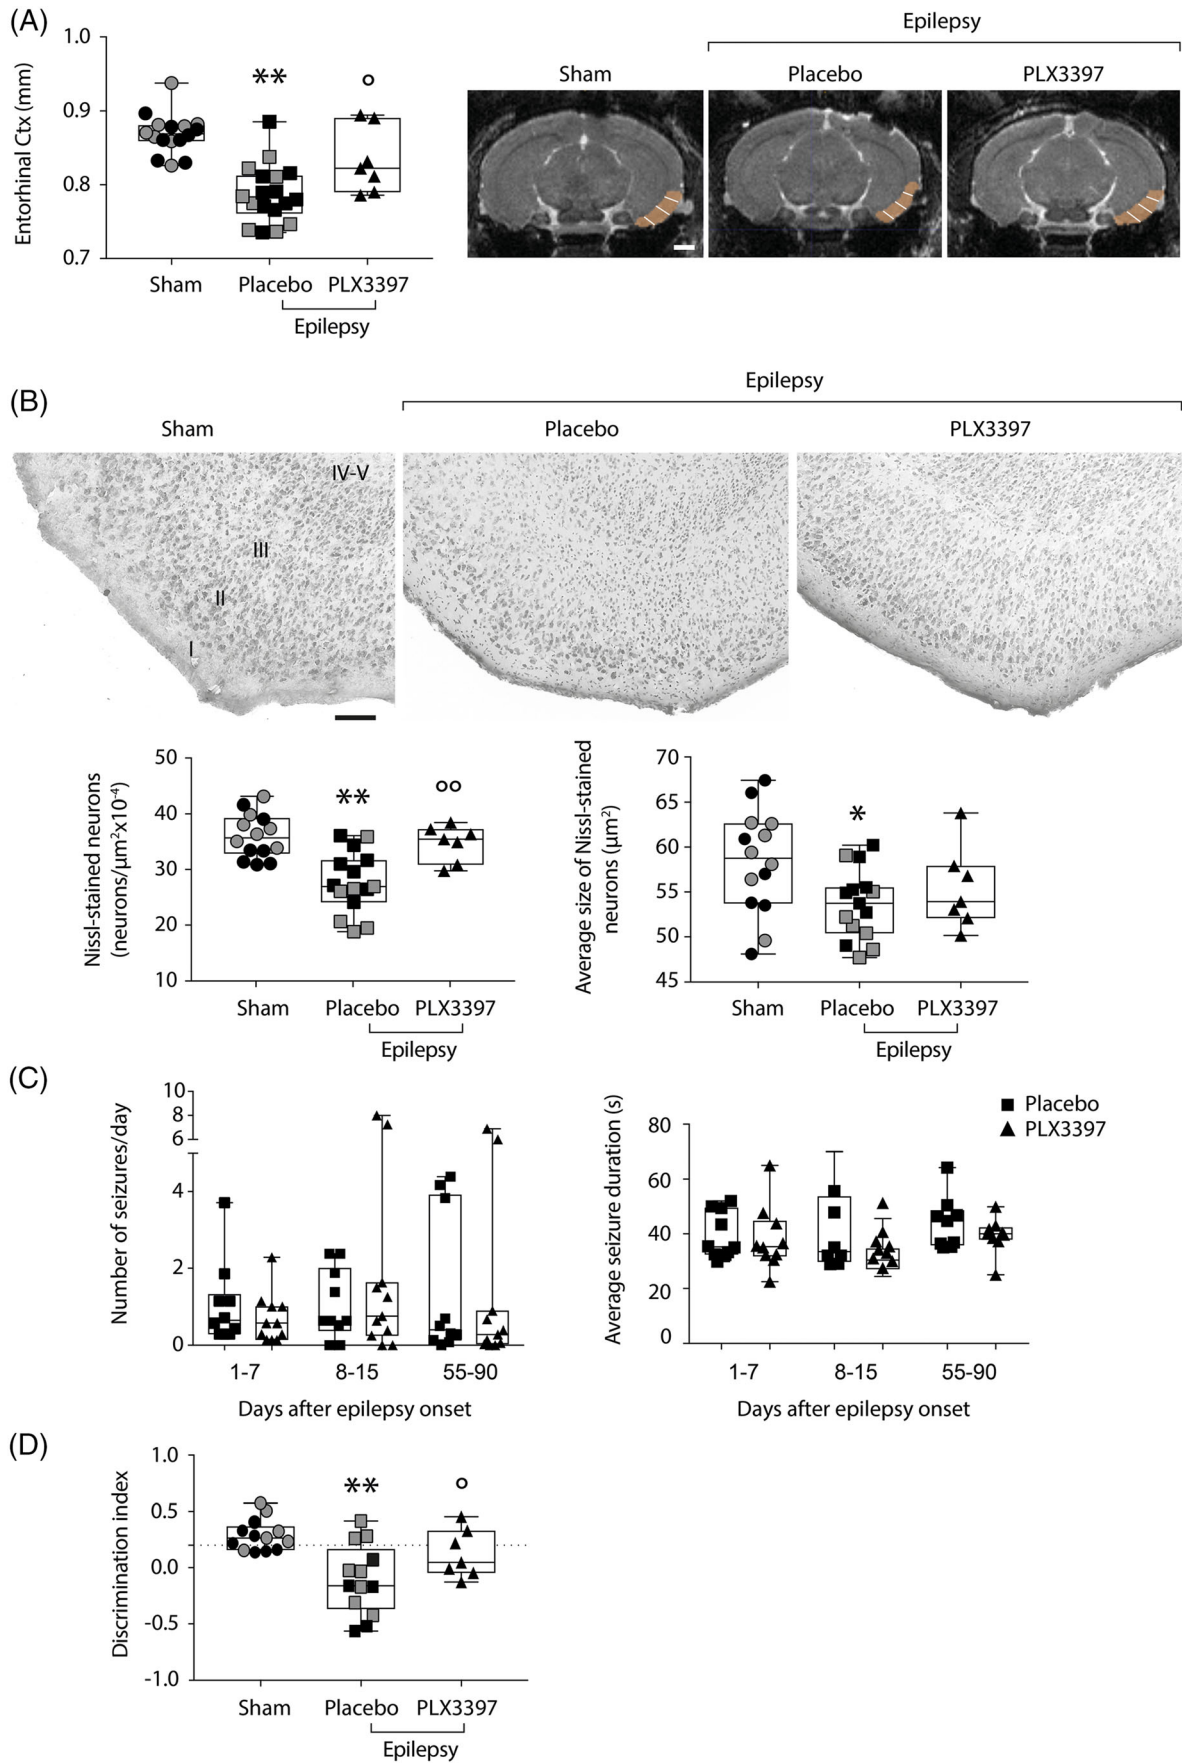 (A)
Entorhinal Ctx (mm)
1.0
0.9
0.8
0.7
**
°
Sham
Placebo
PLX3397
Epilepsy
Epilepsy
Sham
Placebo
PLX3397
(B)
Epilepsy
Sham
Placebo
PLX3397
IV-V
III
II
I
Nissl-stained neurons
(neurons/μm²x10⁻⁴)
50
40
30
20
10
**
°°
Sham
Placebo
PLX3397
Epilepsy
Average size of Nissl-stained
neurons (μm²)
70
65
60
55
50
45
*
Sham
Placebo
PLX3397
Epilepsy
(C)
Number of seizures/day
10
8
6
4
2
0
1-7
8-15
55-90
Days after epilepsy onset
Average seizure duration (s)
80
60
40
20
0
Placebo
PLX3397
1-7
8-15
55-90
Days after epilepsy onset
(D)
Discrimination index
1.0
0.5
0.0
-0.5
-1.0
**
°
Sham
Placebo
PLX3397
Epilepsy